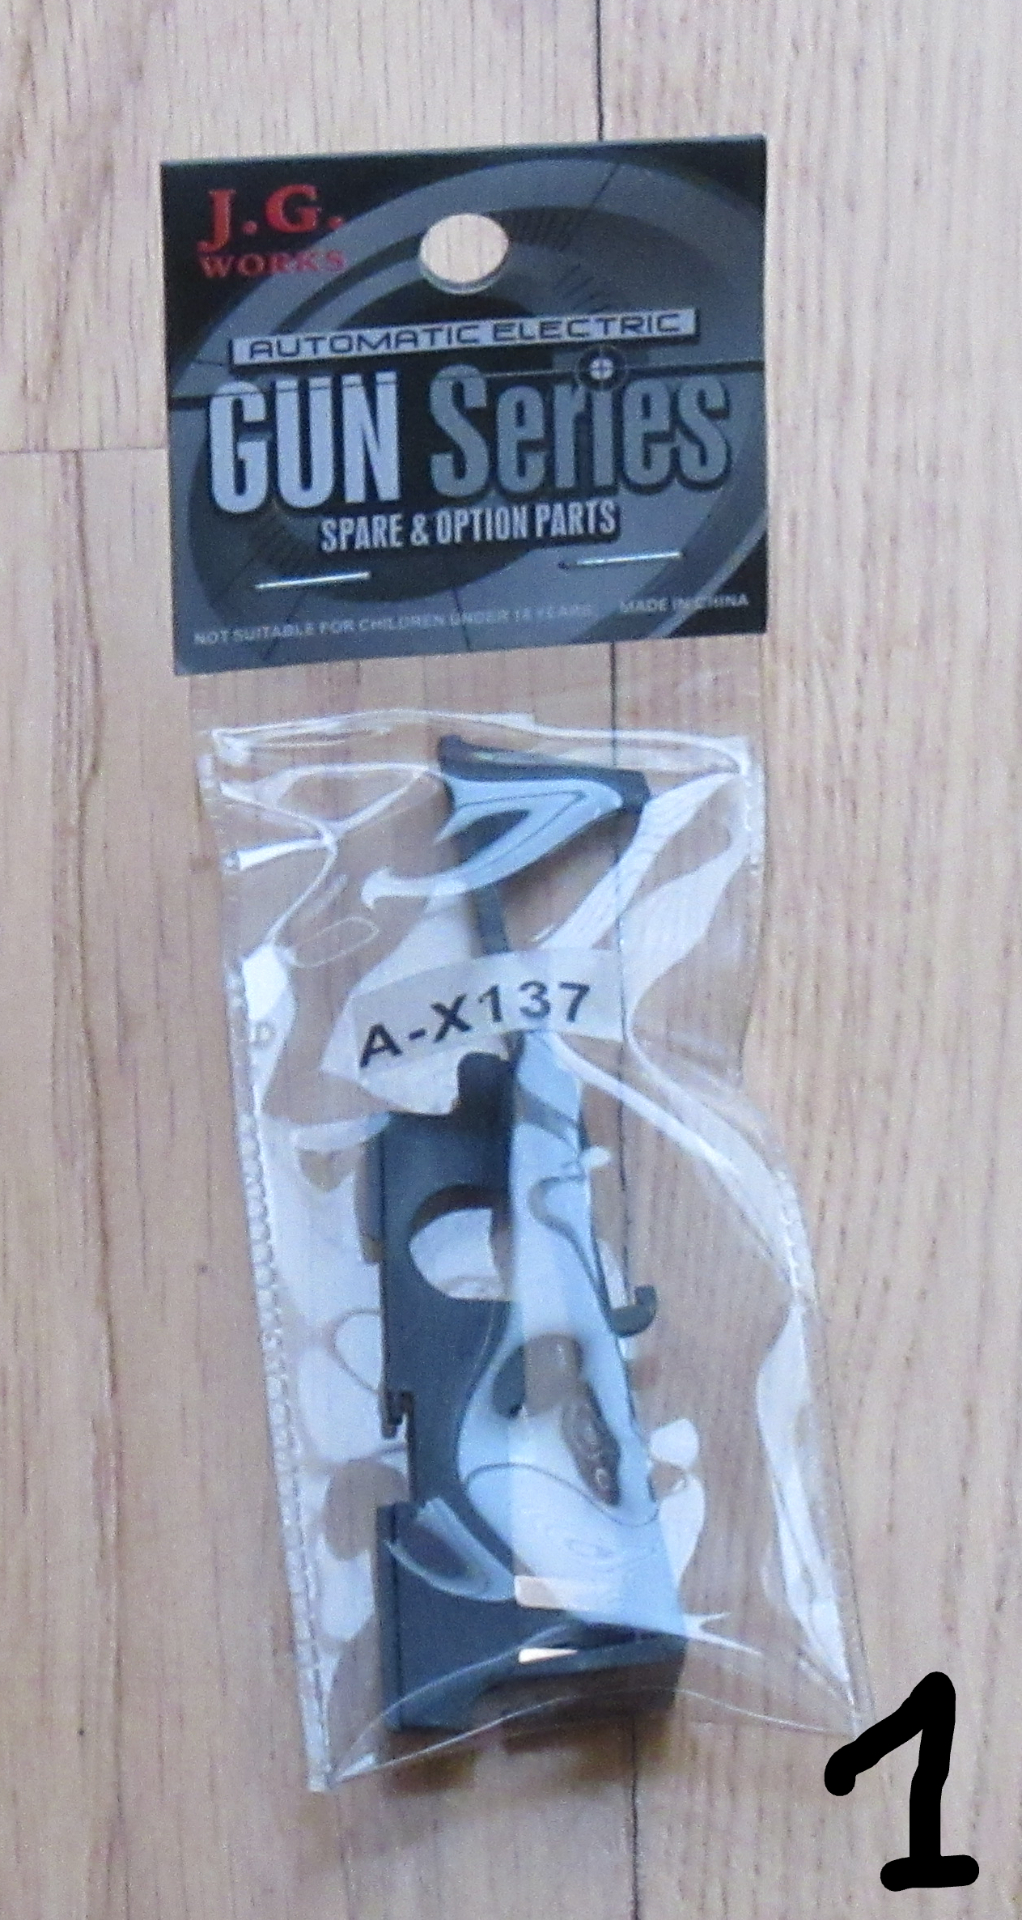 J.G.
WORKS
AUTOMATIC ELECTRIC
GUN Series
SPARE & OPTION PARTS
NOT SUITABLE FOR CHILDREN UNDER 18 YEARS. MADE IN CHINA
A-X137
1